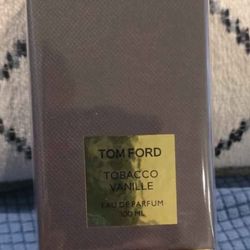 TOM FORD
TOBACCO
VANILLE
EAU DE PARFUM
100 ML